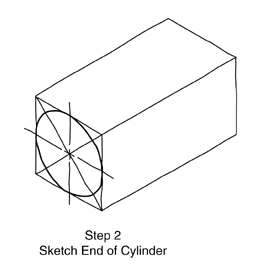 Step 2
Sketch End of Cylinder